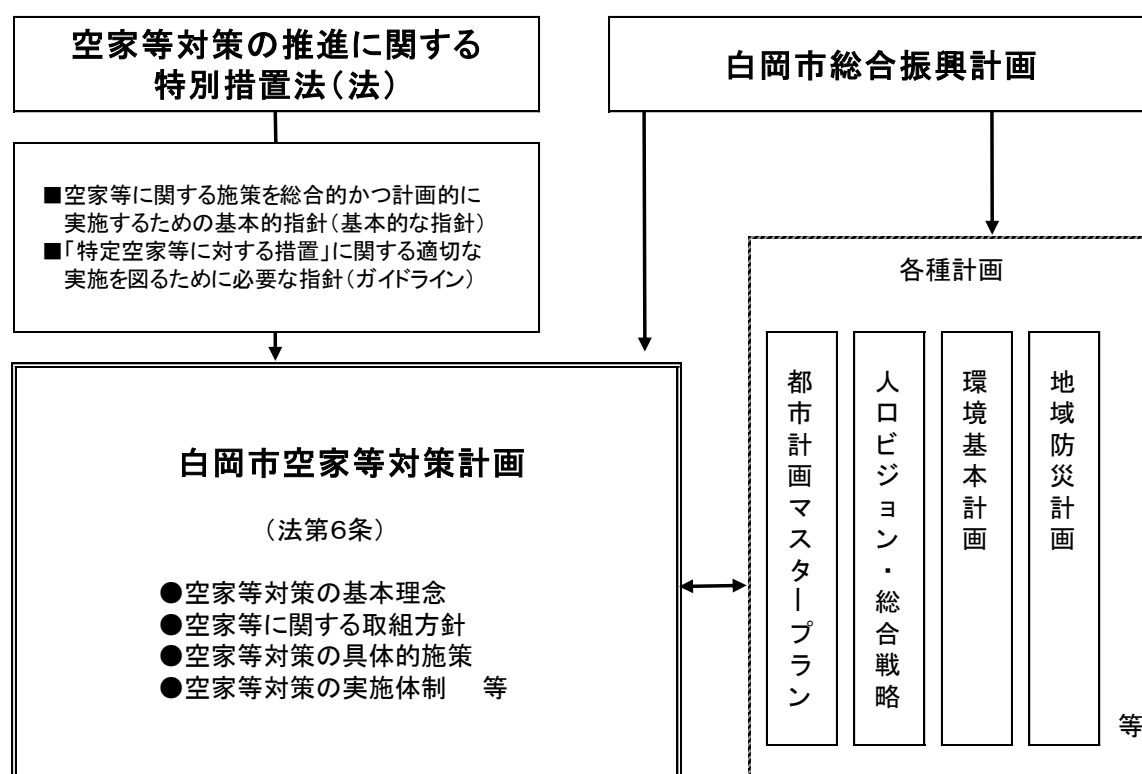 空家等対策の推進に関する
特別措置法(法)
白岡市総合振興計画
■空家等に関する施策を総合的かつ計画的に
実施するための基本的指針(基本的な指針)
■「特定空家等に対する措置」に関する適切な
実施を図るために必要な指針(ガイドライン)
白岡市空家等対策計画
(法第6条)
●空家等対策の基本理念
●空家等に関する取組方針
●空家等対策の具体的施策
●空家等対策の実施体制 等
各種計画
都市計画マスタープラン
人口ビジョン・総合戦略
環境基本計画
地域防災計画
等